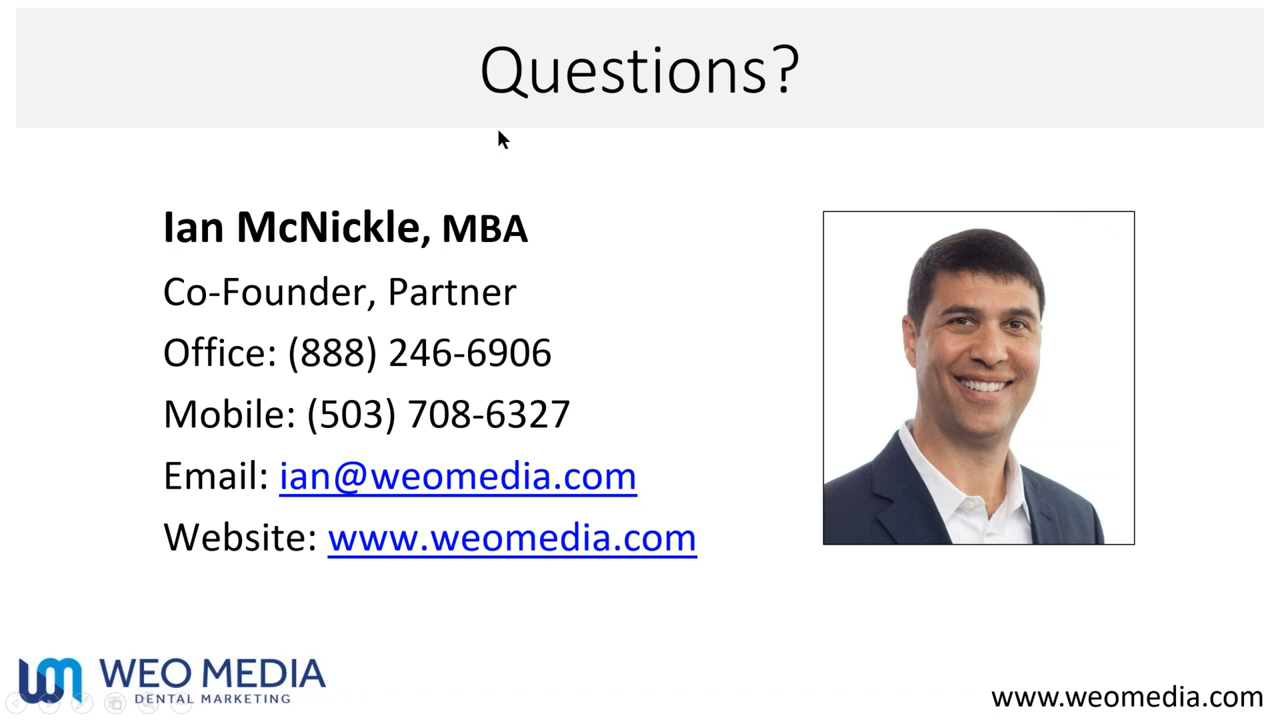 Questions?
Ian McNickle, MBA
Co-Founder, Partner
Office: (888) 246-6906
Mobile: (503) 708-6327
Email: ian@weomedia.com
Website: www.weomedia.com
WEO MEDIA
DENTAL MARKETING
www.weomedia.com